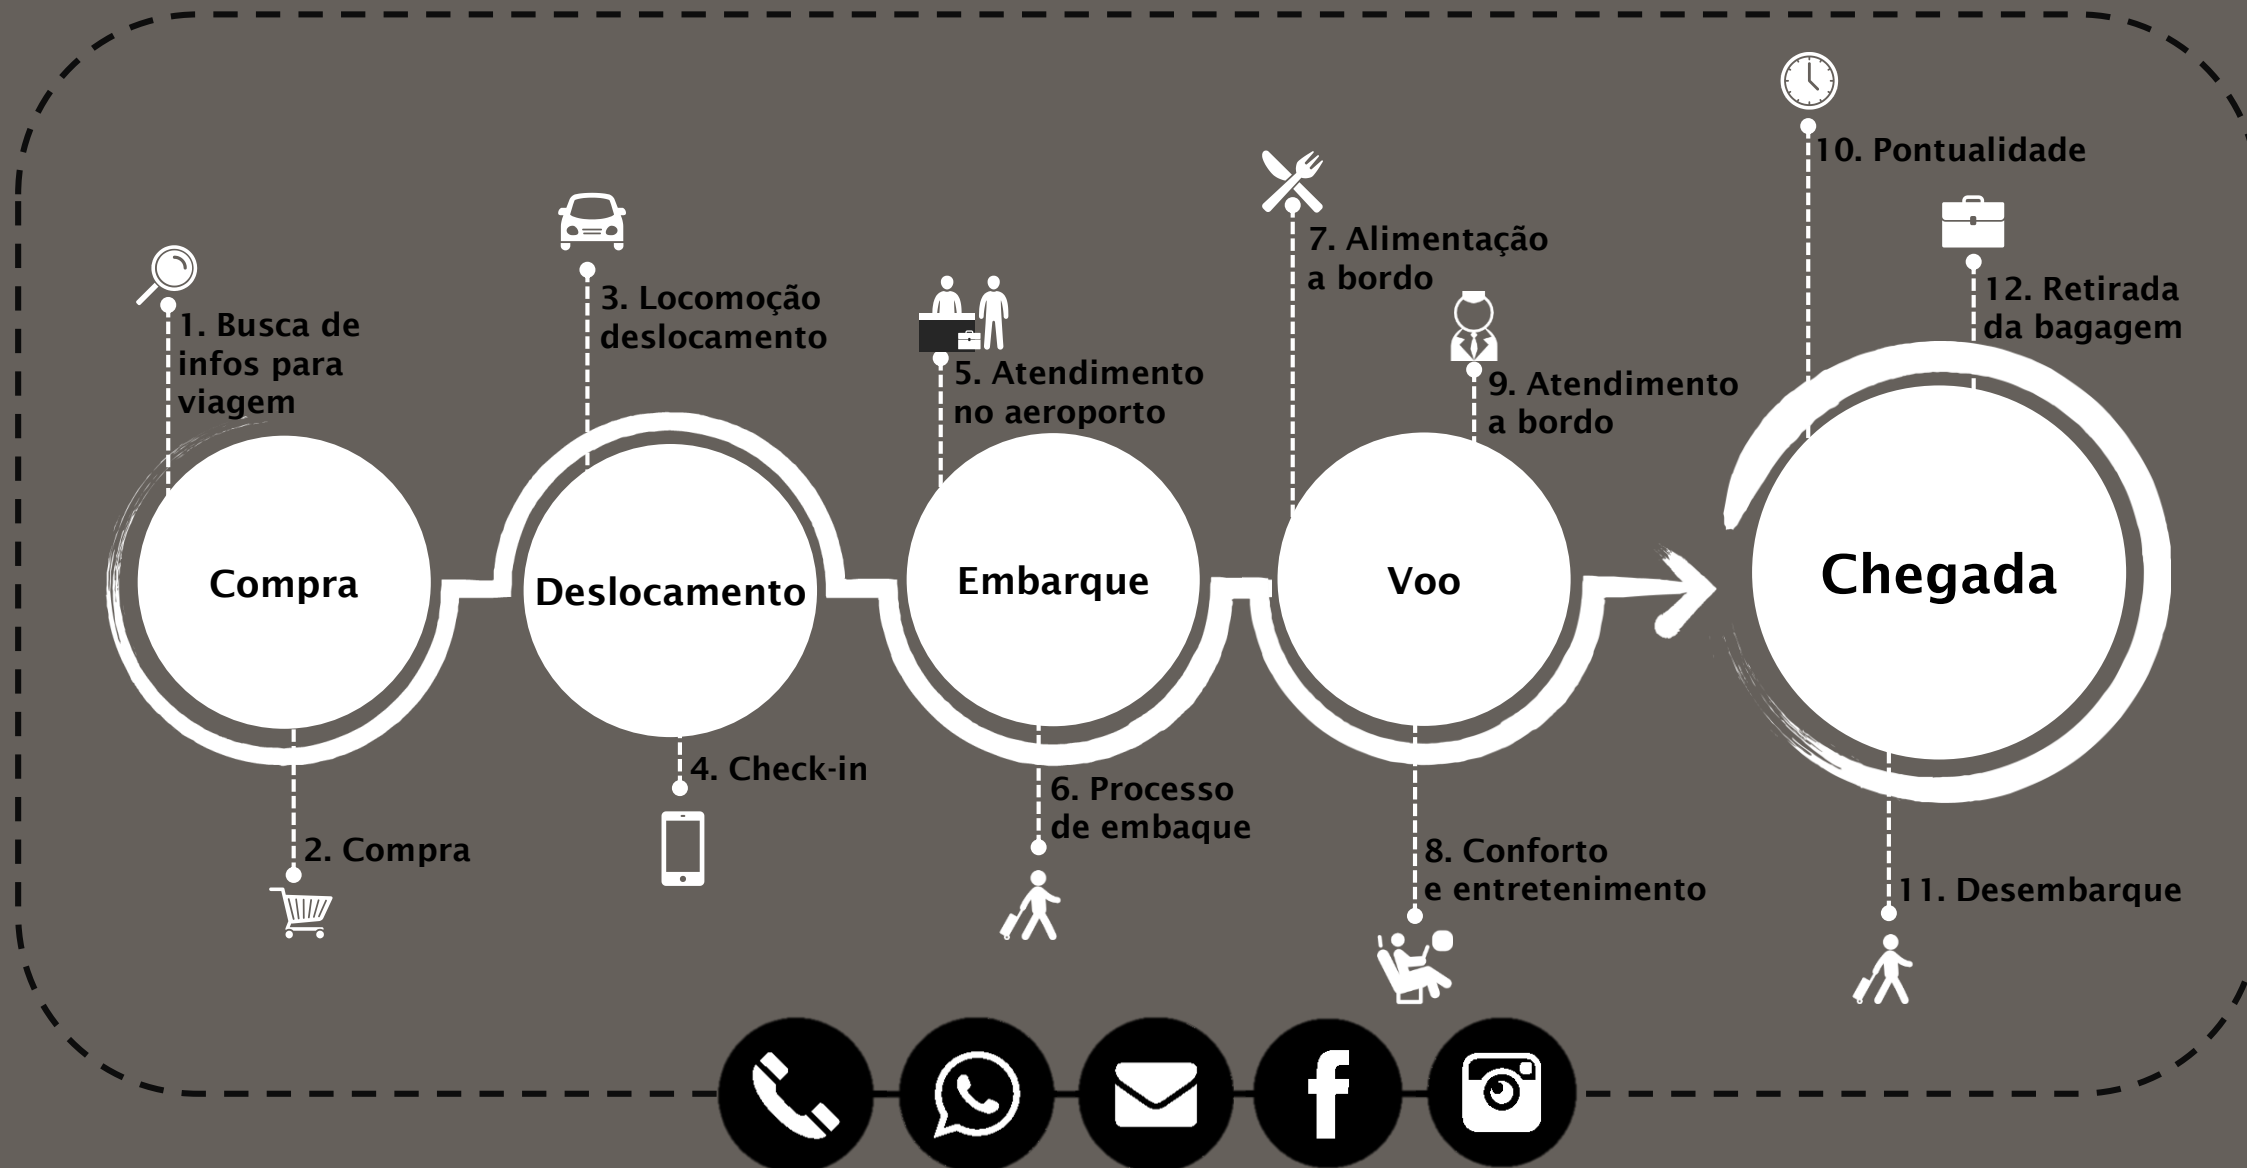 1. Busca de
infos para
viagem
Compra
2. Compra
3. Locomoção
deslocamento
Deslocamento
4. Check-in
5. Atendimento
no aeroporto
Embarque
6. Processo
de embaque
7. Alimentação
a bordo
Voo
8. Conforto
e entretenimento
9. Atendimento
a bordo
10. Pontualidade
Chegada
11. Desembarque
12. Retirada
da bagagem